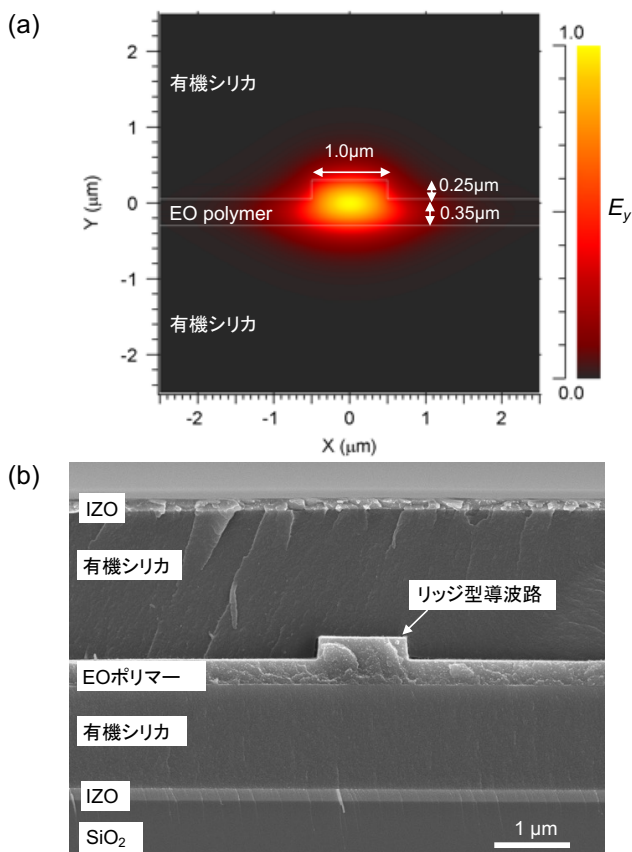 (a)
2
1
0
-1
-2
Y (μm)
有機シリカ
1.0μm
0.25μm
0.35μm
EO polymer
有機シリカ
-2
-1
0
1
2
X (μm)
1.0
0.0
Ey
(b)
IZO
有機シリカ
リッジ型導波路
EOポリマー
有機シリカ
IZO
SiO₂
1 μm